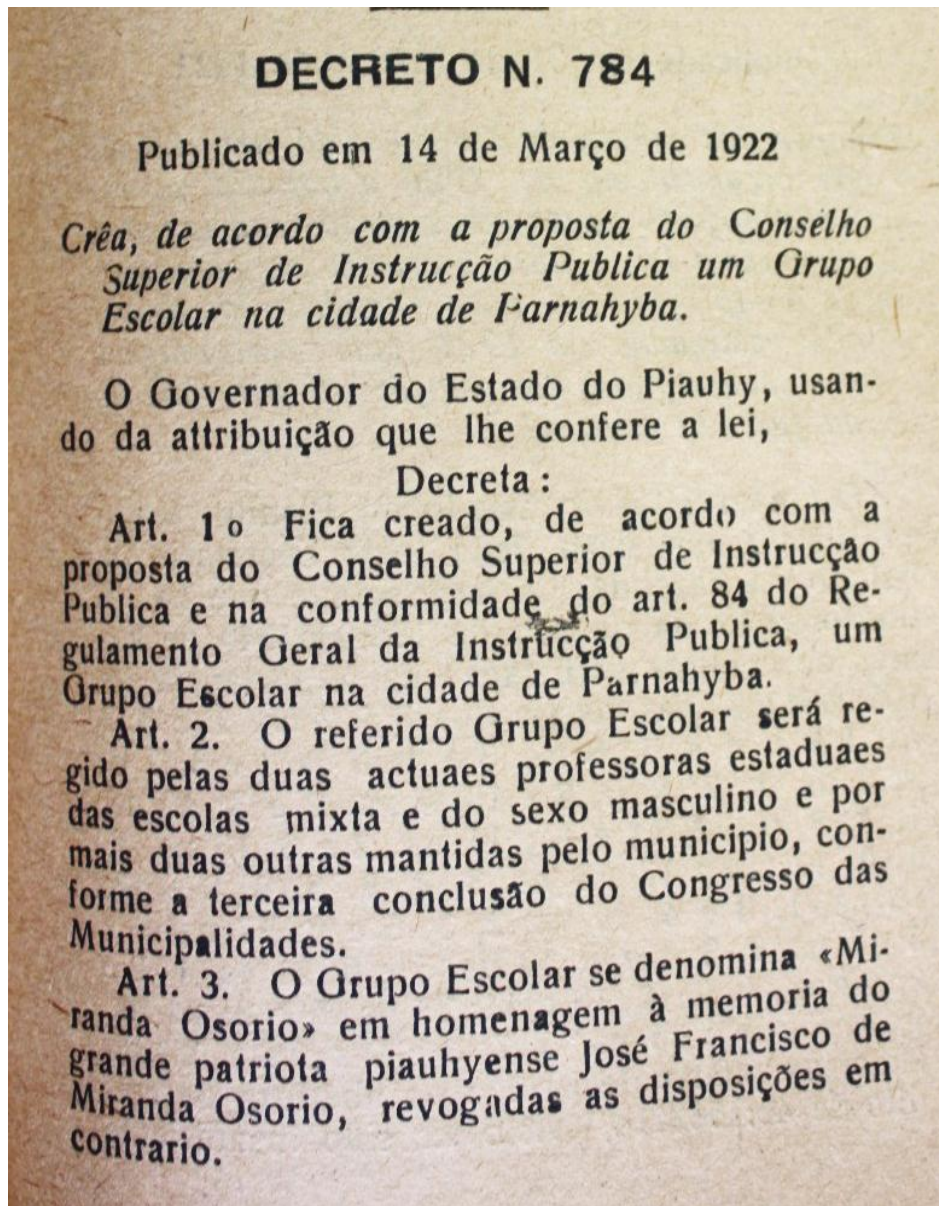 DECRETO N. 784
Publicado em 14 de Março de 1922
Crêa, de acordo com a proposta do Conselho
Superior de Instrucção Publica um Grupo
Escolar na cidade de Parnahyba.
O Governador do Estado do Piauhy, usan-
do da attribuição que lhe confere a lei,
Decreta :
Art. 1o Fica creado, de acordo com a
proposta do Conselho Superior de Instrucção
Publica e na conformidade do art. 84 do Re-
gulamento Geral da Instrucção Publica, um
Grupo Escolar na cidade de Parnahyba.
Art. 2. O referido Grupo Escolar será re-
gido pelas duas actuaes professoras estaduaes
das escolas mixta e do sexo masculino e por
mais duas outras mantidas pelo municipio, con-
forme a terceira conclusão do Congresso das
Municipalidades.
Art. 3. O Grupo Escolar se denomina «Mi-
randa Osorio» em homenagem à memoria do
grande patriota piauhyense José Francisco de
Miranda Osorio, revogadas as disposições em
contrario.